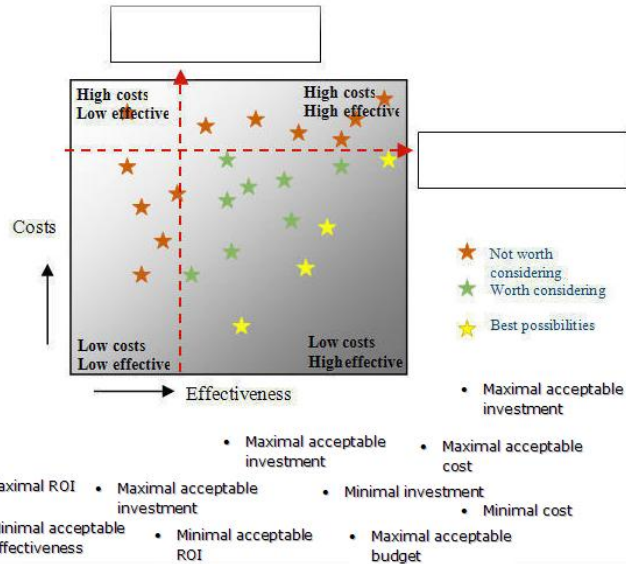 High costs
Low effective
High costs
High effective
Costs
Not worth
considering
Worth considering
Best possibilities
Low costs
Low effective
Low costs
High effective
Effectiveness
• Maximal acceptable
investment
• Maximal acceptable
investment
• Maximal acceptable
cost
aximal ROI
• Maximal acceptable
investment
• Minimal investment
• Minimal cost
inimal acceptable
ffectiveness
• Minimal acceptable
ROI
• Maximal acceptable
budget